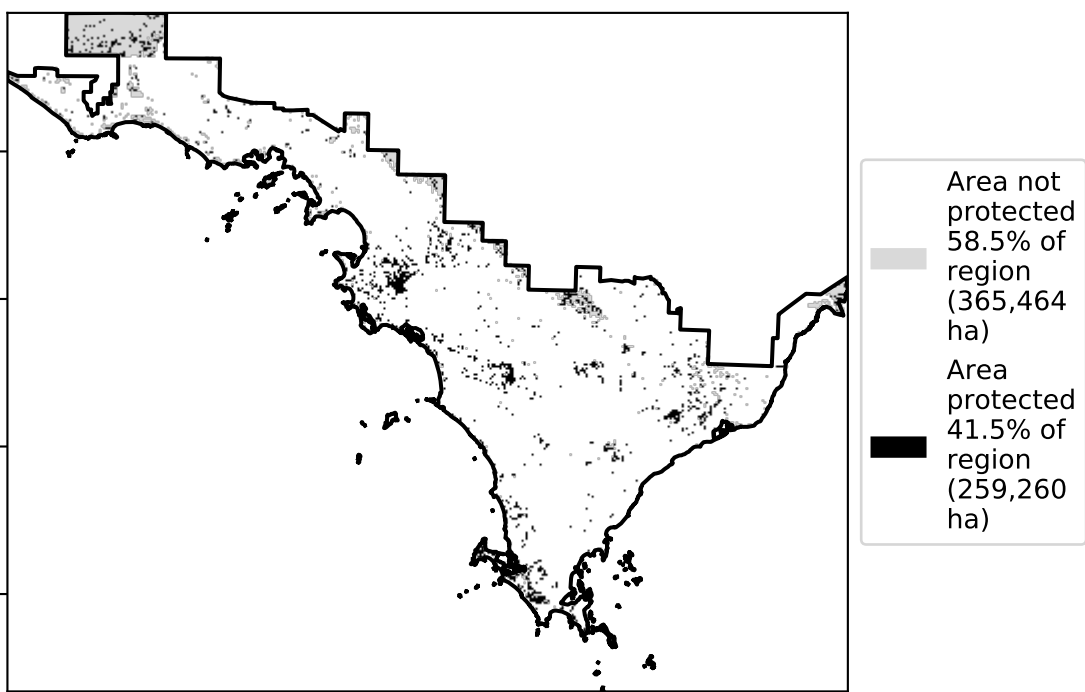 Area not
protected
58.5% of
region
(365,464
ha)
Area
protected
41.5% of
region
(259,260
ha)